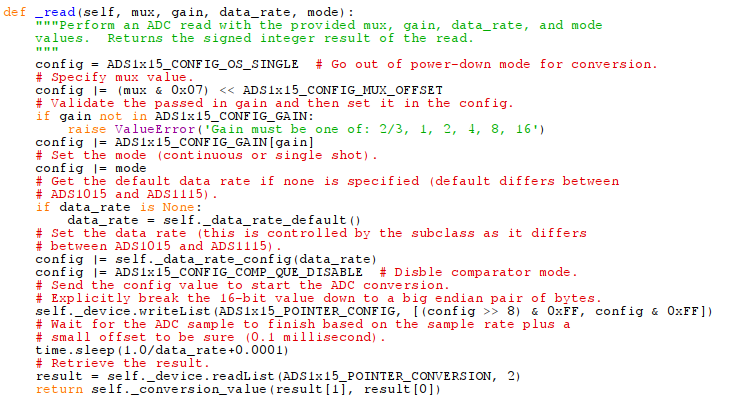 def _read(self, mux, gain, data_rate, mode):
    """Perform an ADC read with the provided mux, gain, data_rate, and mode
    values.  Returns the signed integer result of the read.
    """
    config = ADS1x15_CONFIG_OS_SINGLE  # Go out of power-down mode for conversion.
    # Specify mux value.
    config |= (mux & 0x07) << ADS1x15_CONFIG_MUX_OFFSET
    # Validate the passed in gain and then set it in the config.
    if gain not in ADS1x15_CONFIG_GAIN:
        raise ValueError('Gain must be one of: 2/3, 1, 2, 4, 8, 16')
    config |= ADS1x15_CONFIG_GAIN[gain]
    # Set the mode (continuous or single shot).
    config |= mode
    # Get the default data rate if none is specified (default differs between
    # ADS1015 and ADS1115).
    if data_rate is None:
        data_rate = self._data_rate_default()
    # Set the data rate (this is controlled by the subclass as it differs
    # between ADS1015 and ADS1115).
    config |= self._data_rate_config(data_rate)
    config |= ADS1x15_CONFIG_COMP_QUE_DISABLE  # Disble comparator mode.
    # Send the config value to start the ADC conversion.
    # Explicitly break the 16-bit value down to a big endian pair of bytes.
    self._device.writeList(ADS1x15_POINTER_CONFIG, [(config >> 8) & 0xFF, config & 0xFF])
    # Wait for the ADC sample to finish based on the sample rate plus a
    # small offset to be sure (0.1 millisecond).
    time.sleep(1.0/data_rate+0.0001)
    # Retrieve the result.
    result = self._device.readList(ADS1x15_POINTER_CONVERSION, 2)
    return self._conversion_value(result[1], result[0])